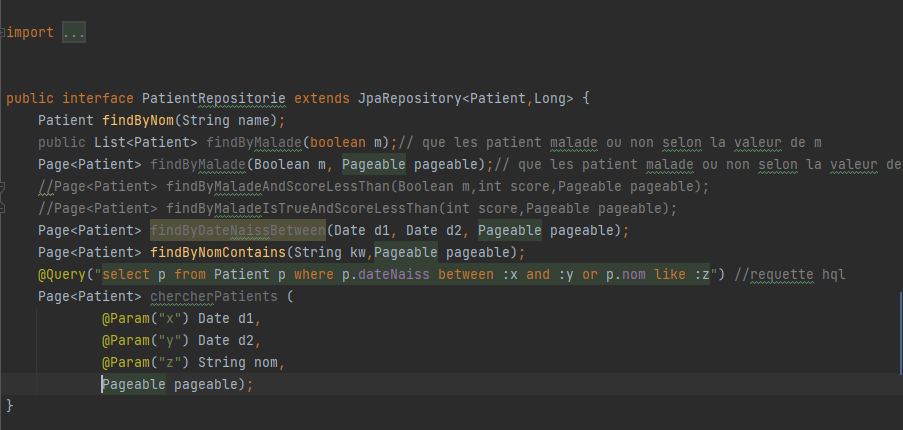 import ...
public interface PatientRepositorie extends JpaRepository<Patient,Long> {
Patient findByNom(String name);
public List<Patient> findByMalade(boolean m);// que les patient malade ou non selon la valeur de m
Page<Patient> findByMalade(Boolean m, Pageable pageable);// que les patient malade ou non selon la valeur de
//Page<Patient> findByMaladeAndScoreLessThan(Boolean m,int score,Pageable pageable);
//Page<Patient> findByMaladeIsTrueAndScoreLessThan(int score,Pageable pageable);
Page<Patient> findByDateNaissBetween(Date d1, Date d2, Pageable pageable);
Page<Patient> findByNomContains(String kw,Pageable pageable);
@Query("select p from Patient p where p.dateNaiss between :x and :y or p.nom like :z") //requette hql
Page<Patient> chercherPatients (
@Param("x") Date d1,
@Param("y") Date d2,
@Param("z") String nom,
Pageable pageable);
}